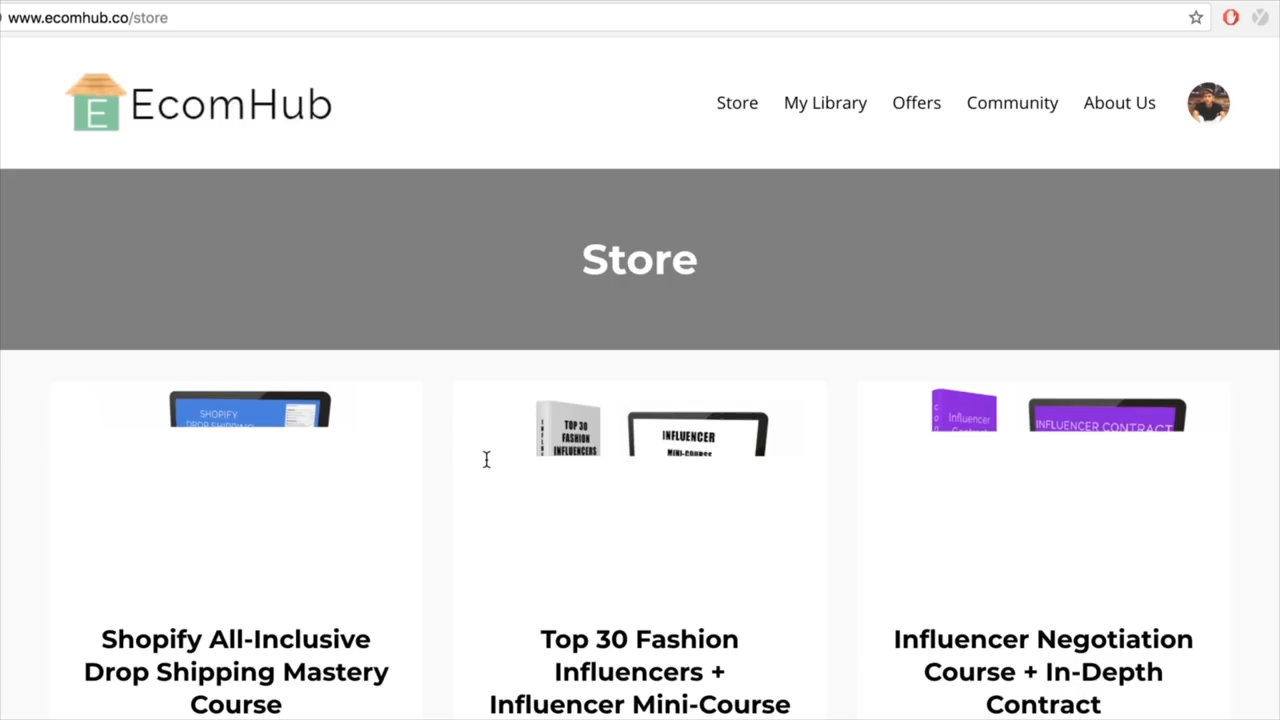 www.ecomhub.co/store
E EcomHub
Store My Library Offers Community About Us
Store
SHOPIFY
DROP SHIPPING
TOP 30
FASHION
INFLUENCERS
INFLUENCER
MINI-COURSE
Influencer
INFLUENCER CONTRACT
Shopify All-Inclusive
Drop Shipping Mastery
Course
Top 30 Fashion
Influencers +
Influencer Mini-Course
Influencer Negotiation
Course + In-Depth
Contract